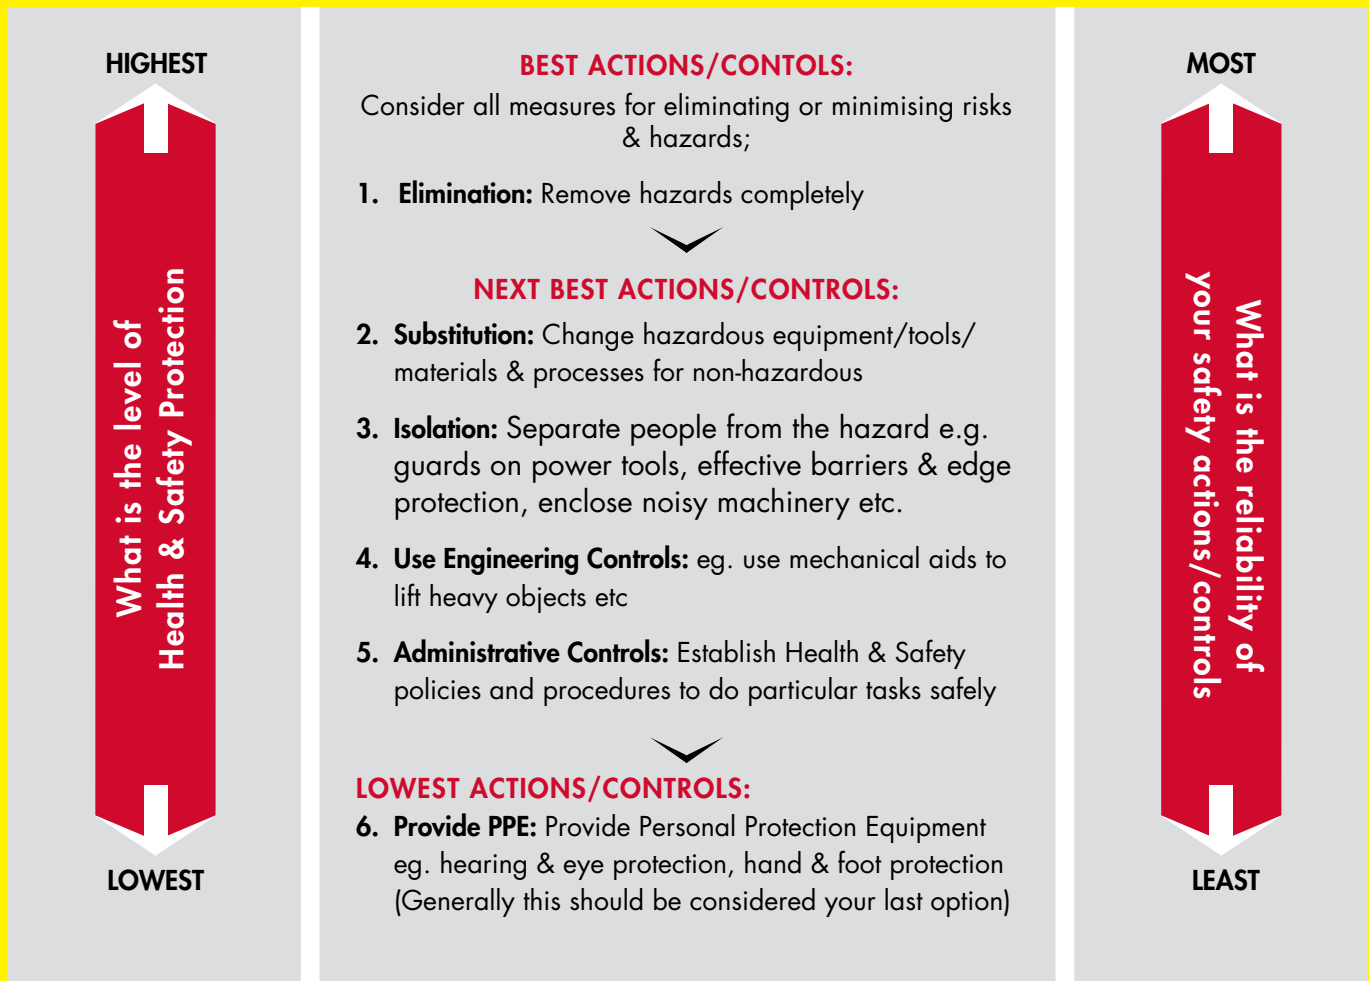 HIGHEST
What is the level of
Health & Safety Protection
LOWEST
BEST ACTIONS/CONTOLS:
Consider all measures for eliminating or minimising risks
& hazards;
1. Elimination: Remove hazards completely
NEXT BEST ACTIONS/CONTROLS:
2. Substitution: Change hazardous equipment/tools/
materials & processes for non-hazardous
3. Isolation: Separate people from the hazard e.g.
guards on power tools, effective barriers & edge
protection, enclose noisy machinery etc.
4. Use Engineering Controls: eg. use mechanical aids to
lift heavy objects etc
5. Administrative Controls: Establish Health & Safety
policies and procedures to do particular tasks safely
LOWEST ACTIONS/CONTROLS:
6. Provide PPE: Provide Personal Protection Equipment
eg. hearing & eye protection, hand & foot protection
(Generally this should be considered your last option)
MOST
What is the reliability of
your safety actions/controls
LEAST